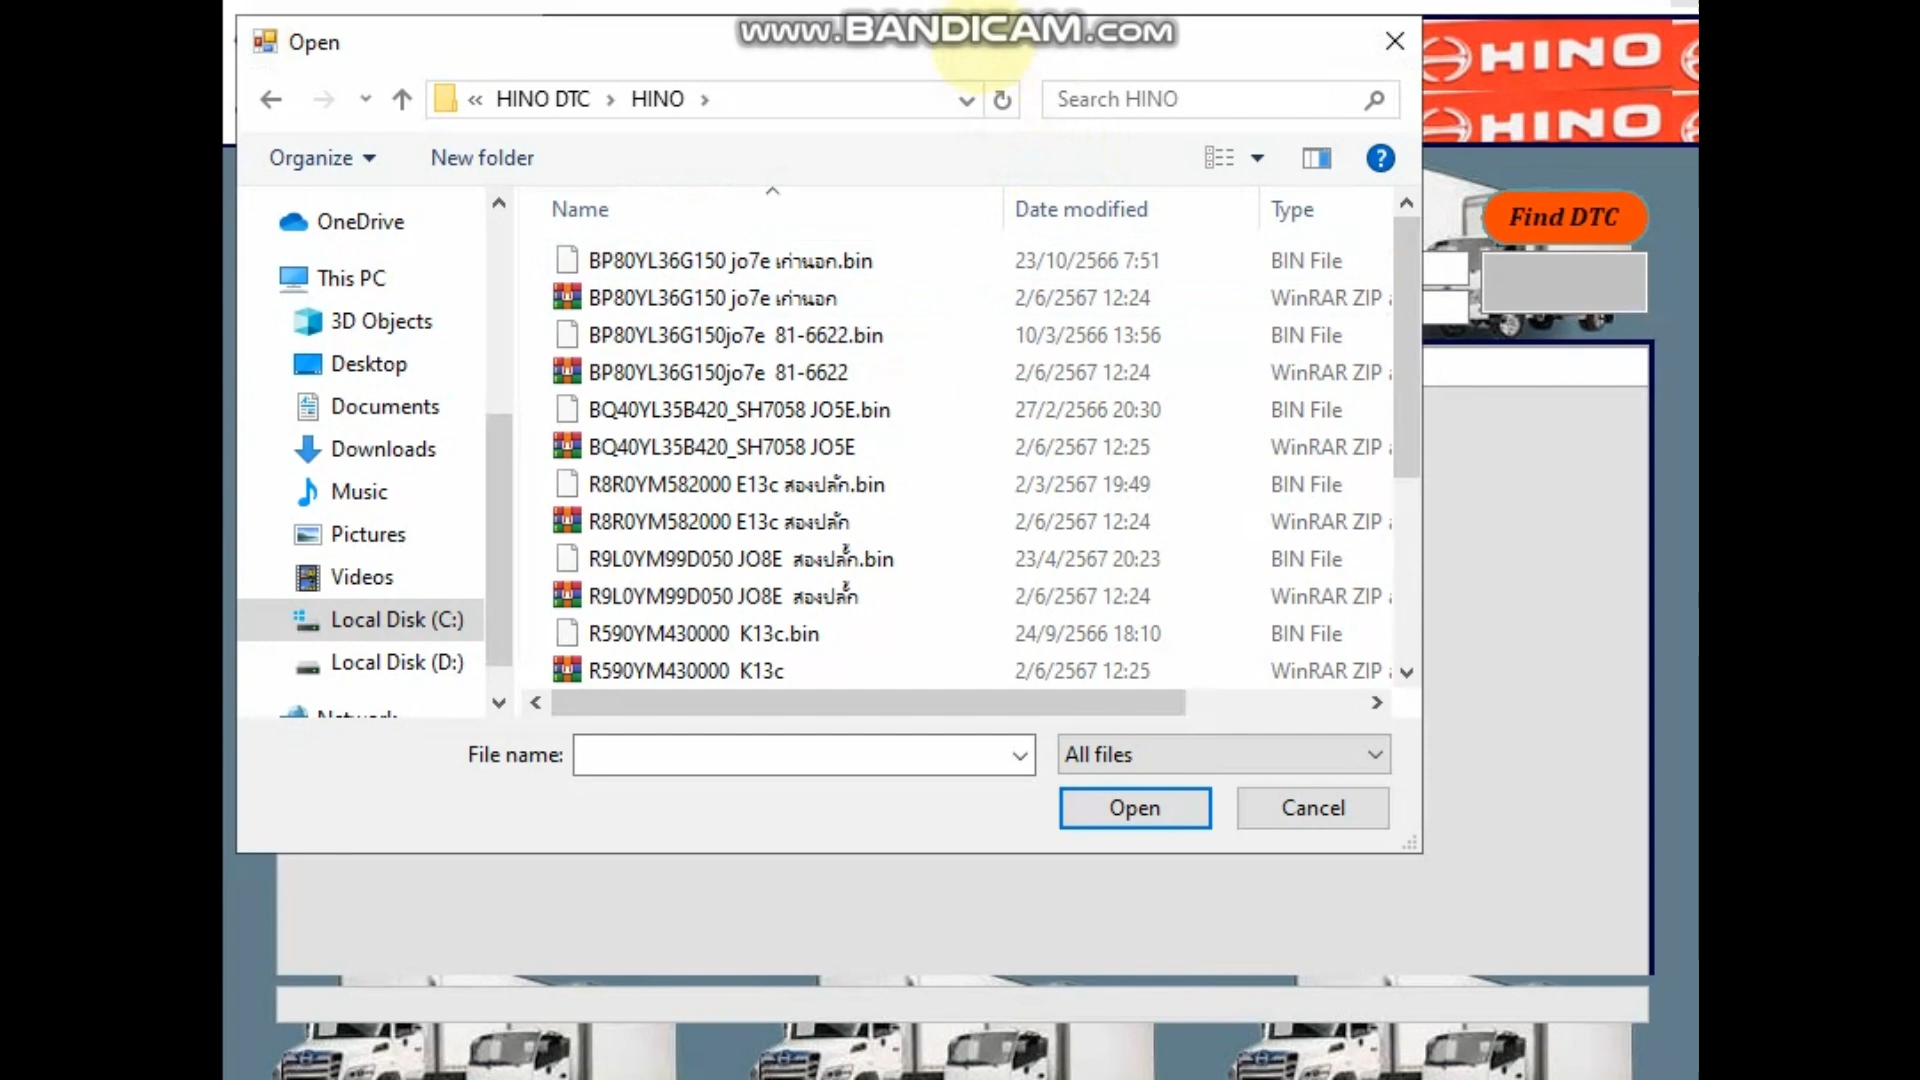 www.BANDICAM.com
Open
« HINO DTC › HINO ›
Search HINO
HINO
HINO
Organize
New folder
OneDrive
This PC
3D Objects
Desktop
Documents
Downloads
Music
Pictures
Videos
Local Disk (C:)
Local Disk (D:)
Network
Name Date modified Type
BP80YL36G150 jo7e เก่านอก.bin 23/10/2566 7:51 BIN File
BP80YL36G150 jo7e เก่านอก 2/6/2567 12:24 WinRAR ZIP
BP80YL36G150jo7e 81-6622.bin 10/3/2566 13:56 BIN File
BP80YL36G150jo7e 81-6622 2/6/2567 12:24 WinRAR ZIP
BQ40YL35B420_SH7058 JO5E.bin 27/2/2566 20:30 BIN File
BQ40YL35B420_SH7058 JO5E 2/6/2567 12:25 WinRAR ZIP
R8R0YM582000 E13c สองปลัก.bin 2/3/2567 19:49 BIN File
R8R0YM582000 E13c สองปลัก 2/6/2567 12:24 WinRAR ZIP
R9L0YM99D050 JO8E สองปลั๊ก.bin 23/4/2567 20:23 BIN File
R9L0YM99D050 JO8E สองปลั๊ก 2/6/2567 12:24 WinRAR ZIP
R590YM430000 K13c.bin 24/9/2566 18:10 BIN File
R590YM430000 K13c 2/6/2567 12:25 WinRAR ZIP
File name:
All files
Open
Cancel
Find DTC